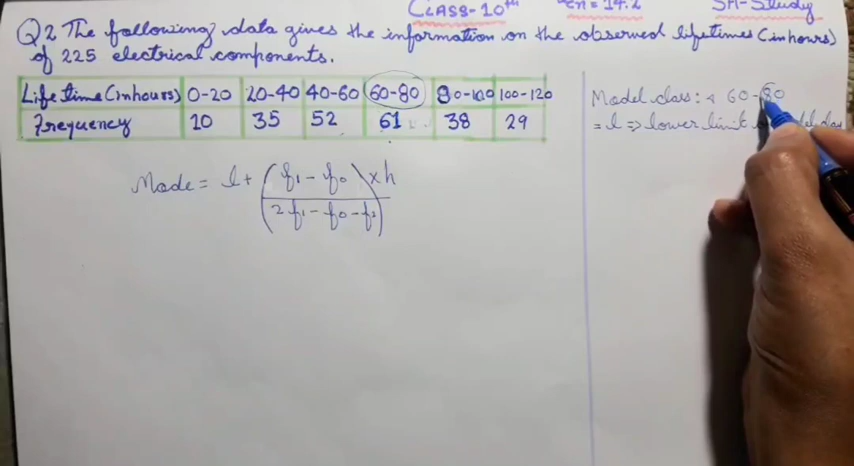 CLASS-10th
En = 14.2
SM-Study
Q2 The following data gives the information on the observed lifetimes (in hours)
of 225 electrical components.
Life time (in hours) 0-20 20-40 40-60 60-80 80-100 100-120
Frequency 10 35 52 61 38 29
Model class: 60-80
= l => lower limit
Mode = l + (f1 - f0) x h
(2f1 - f0 - f2)